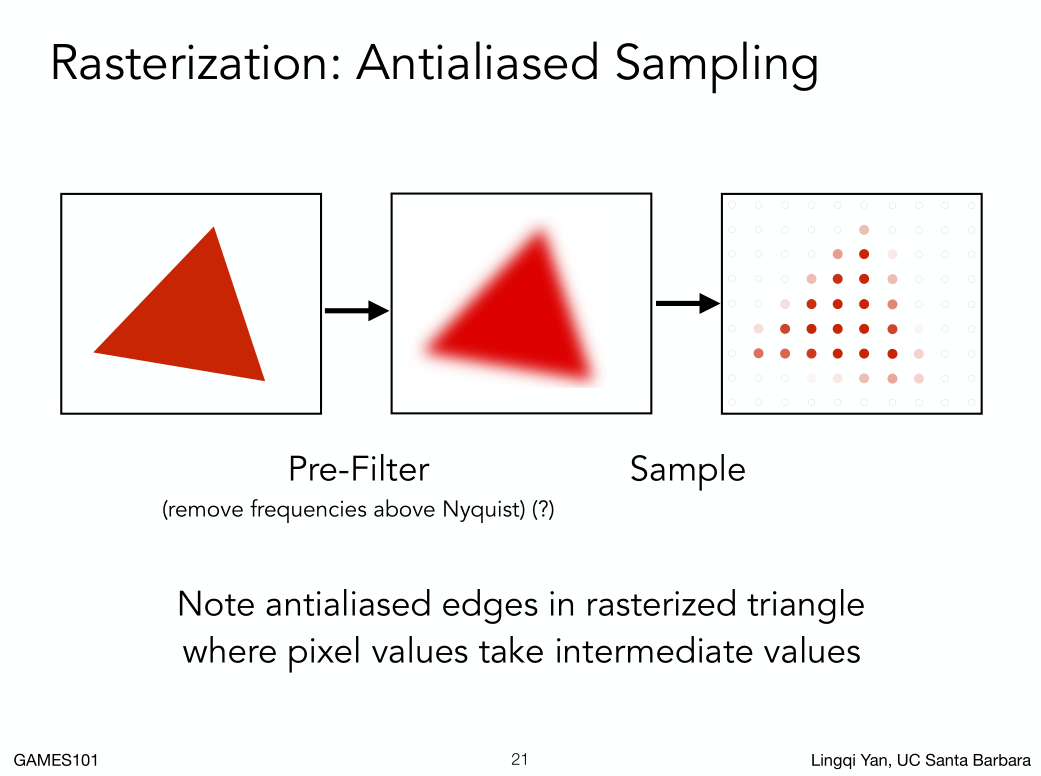 Rasterization: Antialiased Sampling
Pre-Filter
Sample
(remove frequencies above Nyquist) (?)
Note antialiased edges in rasterized triangle
where pixel values take intermediate values
GAMES101
21
Lingqi Yan, UC Santa Barbara